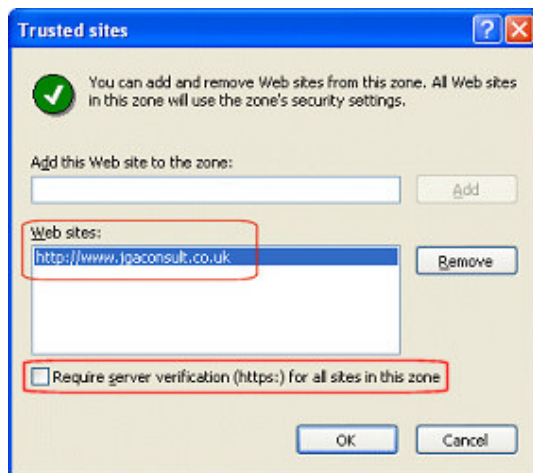 Trusted sites
You can add and remove Web sites from this zone. All Web sites
in this zone will use the zone's security settings.
Add this Web site to the zone:
Add
Web sites:
http://www.jgaconsult.co.uk
Remove
Require server verification (https:) for all sites in this zone
OK
Cancel